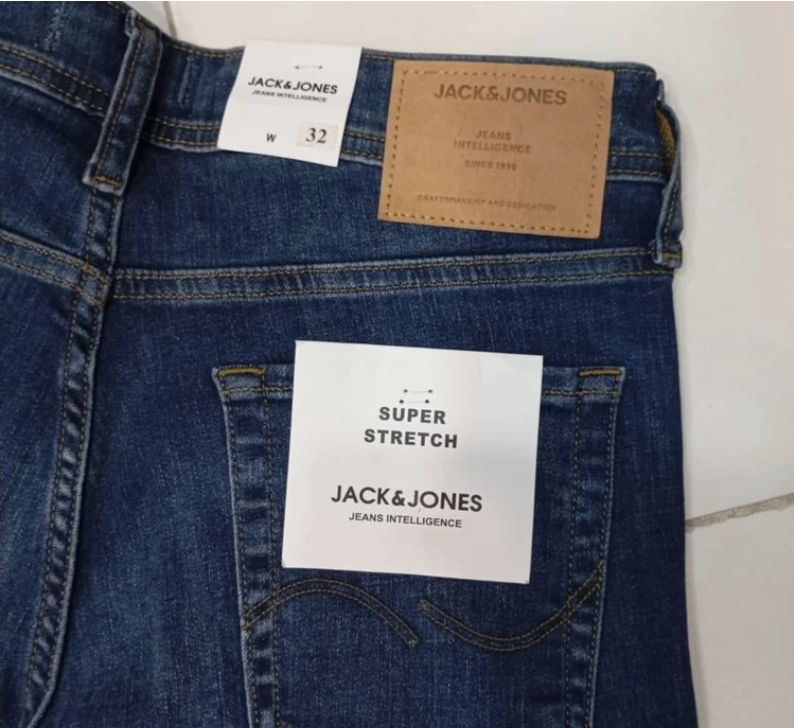 JACK&JONES
JEANS INTELLIGENCE
W 32
JACK&JONES
JEANS
INTELLIGENCE
SINCE 1990
CRAFTSMANSHIP AND DEDICATION
SUPER
STRETCH
JACK&JONES
JEANS INTELLIGENCE